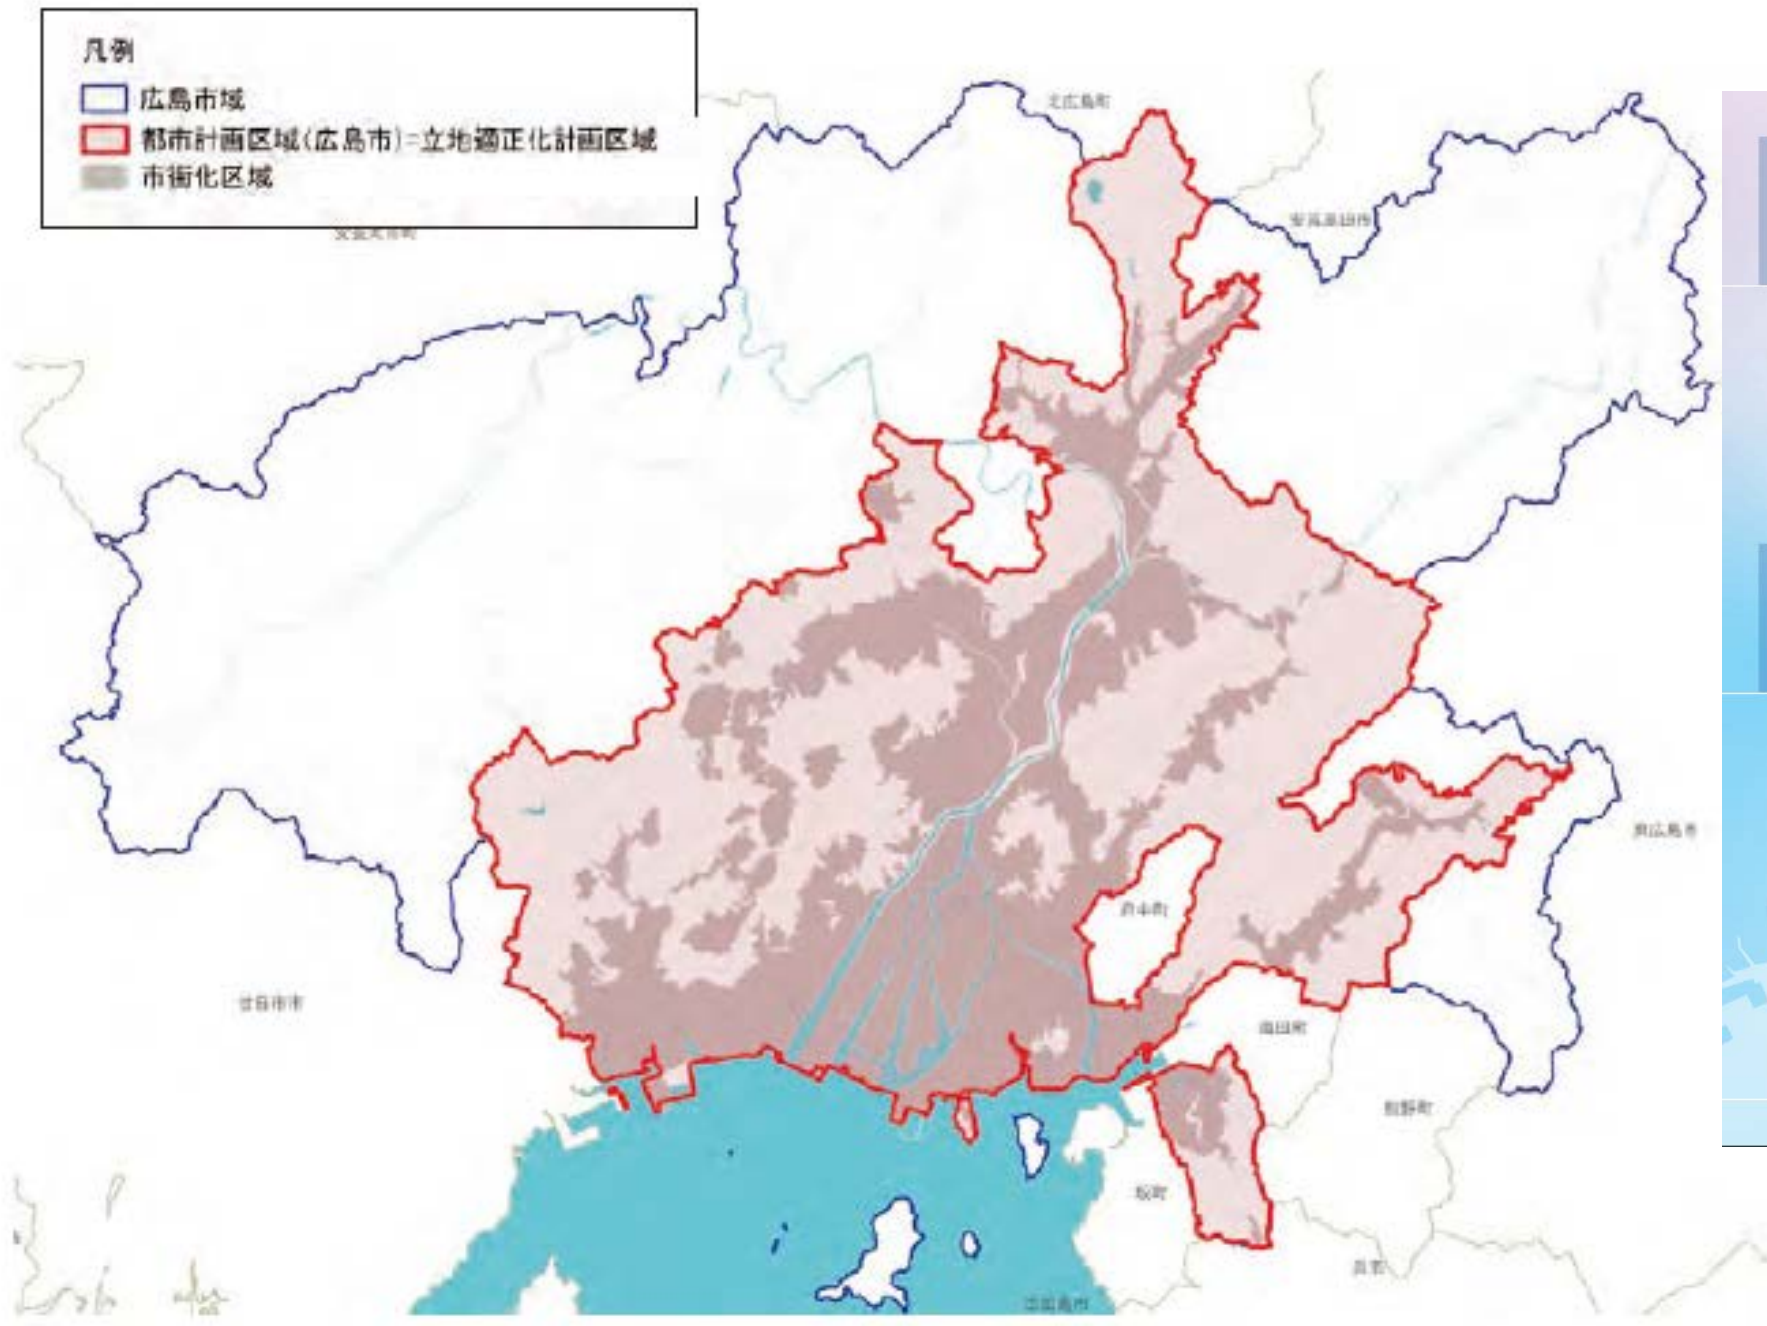 凡例
広島市域
都市計画区域(広島市)=立地適正化計画区域
市街化区域
北広島町
安芸太田町
安芸高田市
東広島市
府中町
廿日市市
海田町
熊野町
坂町
呉市
江田島市